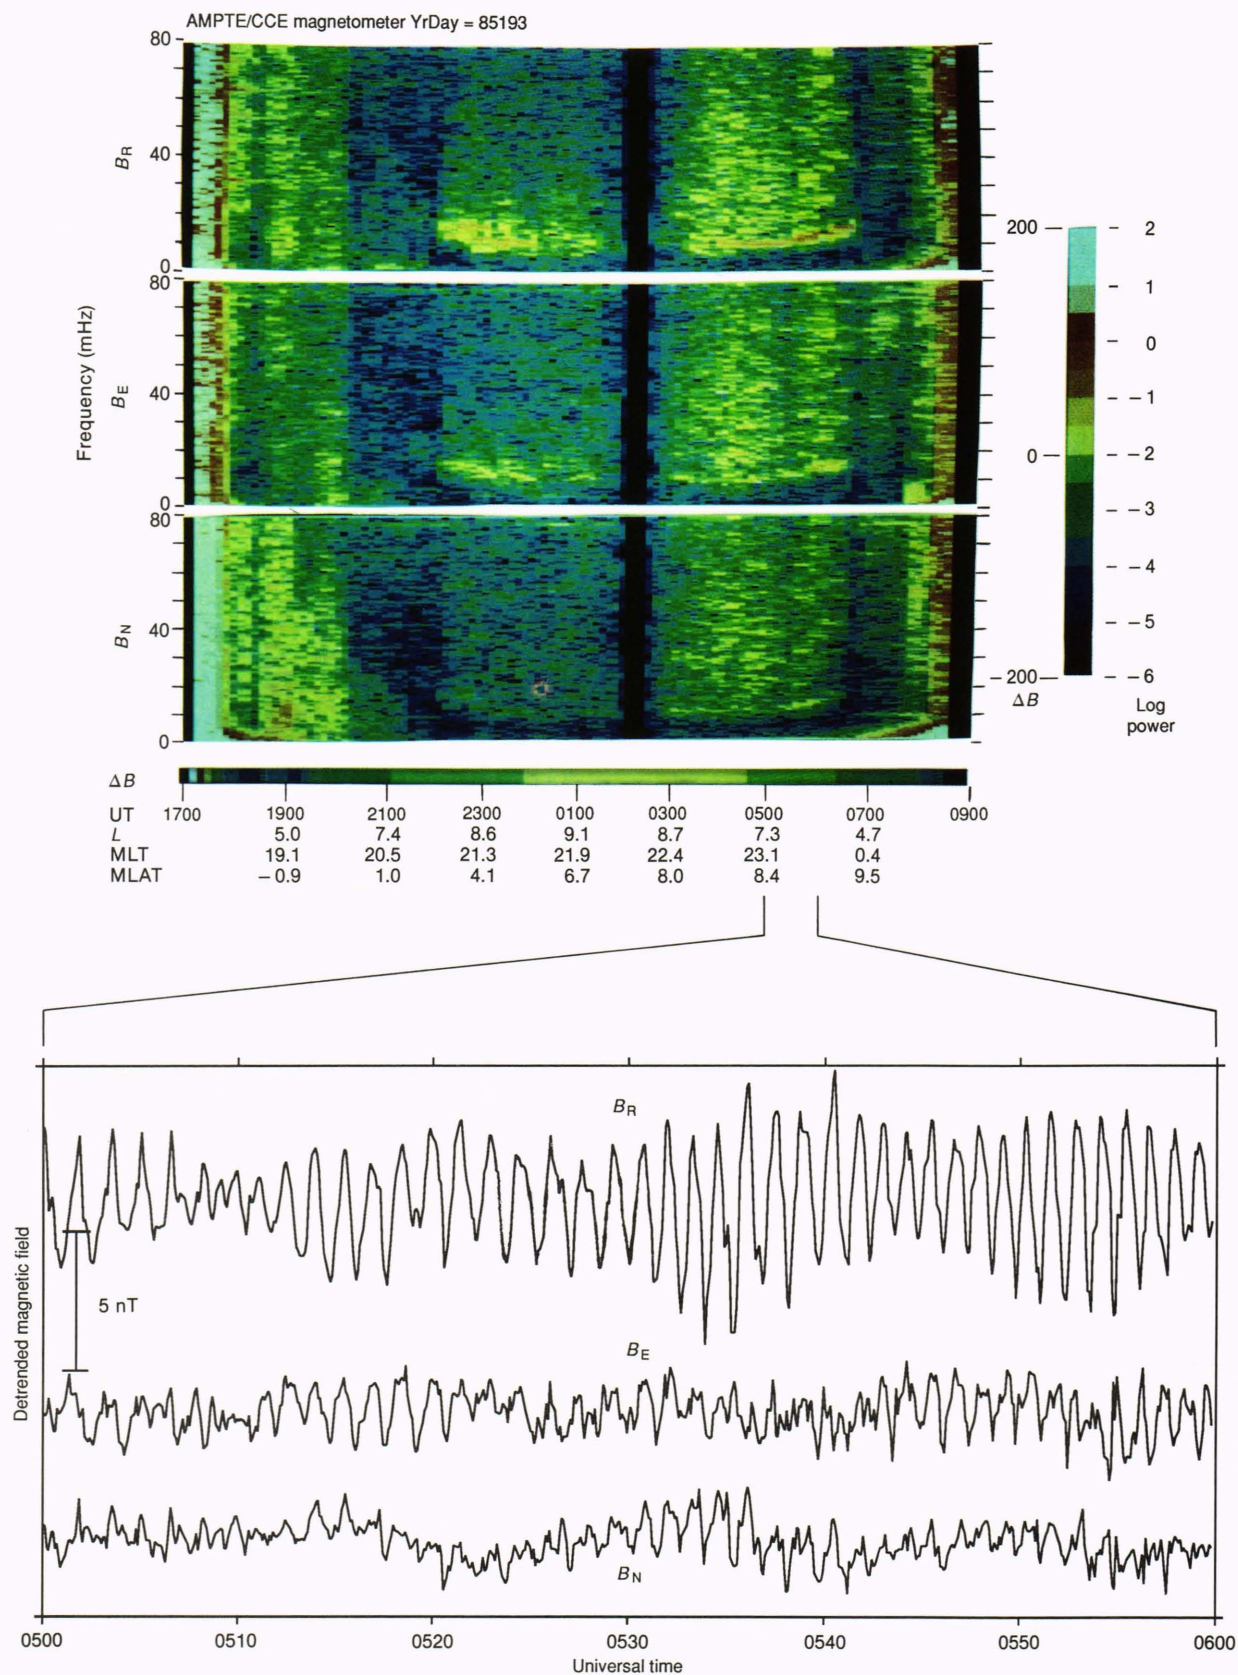 AMPTE/CCE magnetometer YrDay = 85193
80
40
0
B_R
80
40
0
B_E
80
40
0
B_N
Frequency (mHz)
200
0
−200
ΔB
2
1
0
−1
−2
−3
−4
−5
−6
Log
power
ΔB
UT 1700 1900 2100 2300 0100 0300 0500 0700 0900
L 5.0 7.4 8.6 9.1 8.7 7.3 4.7
MLT 19.1 20.5 21.3 21.9 22.4 23.1 0.4
MLAT −0.9 1.0 4.1 6.7 8.0 8.4 9.5
B_R
5 nT
B_E
B_N
Detrended magnetic field
0500 0510 0520 0530 0540 0550 0600
Universal time